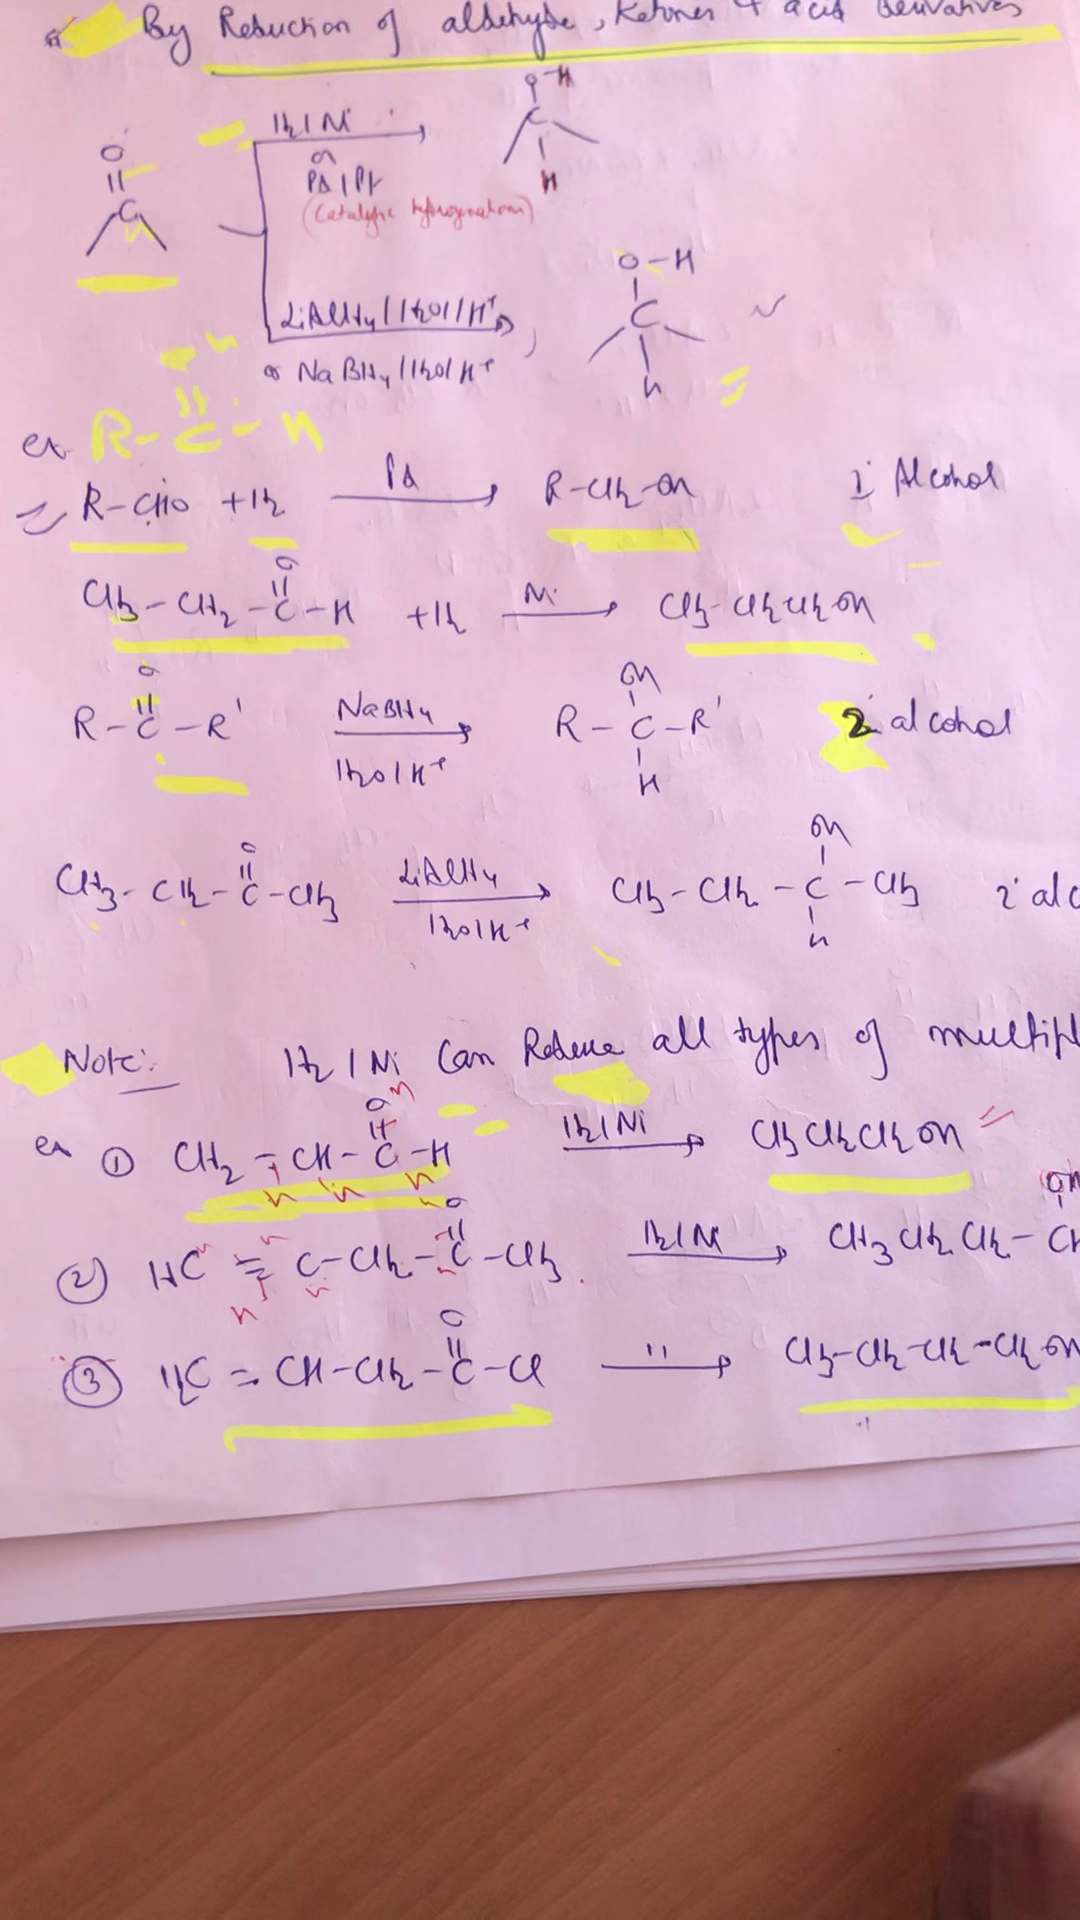 By Reduction of aldehyde, Ketones + acid derivatives
O
||
C
H2/Ni
or
Pd/Pt
(Catalytic hydrogenation)
O-H
C
H
LiAlH4/H2O/H+
or NaBH4/H2O/H+
O-H
C
H
ex R-C-H
R-CHO +H2 Pd R-CH2-OH 1° Alcohol
O
CH3-CH2-C-H +H2 Ni CH3-CH2CH2OH
O
R-C-R' NaBH4 H2O/H+
OH
R-C-R' 2° alcohol
H
O
CH3-CH2-C-CH3 LiAlH4 H2O/H+
OH
CH3-CH2-C-CH3 2° alc
H
Note: H2/Ni Can Reduce all types of multipl
O
ex ① CH2=CH-C-H H2/Ni CH3CH2CH2OH
H H H H
O OH
② HC≡C-CH2-C-CH3 H2/Ni CH3CH2CH2-CH
H H H H
O
③ H2C=CH-CH2-C-Cl " CH3-CH2-CH2-CH2OH